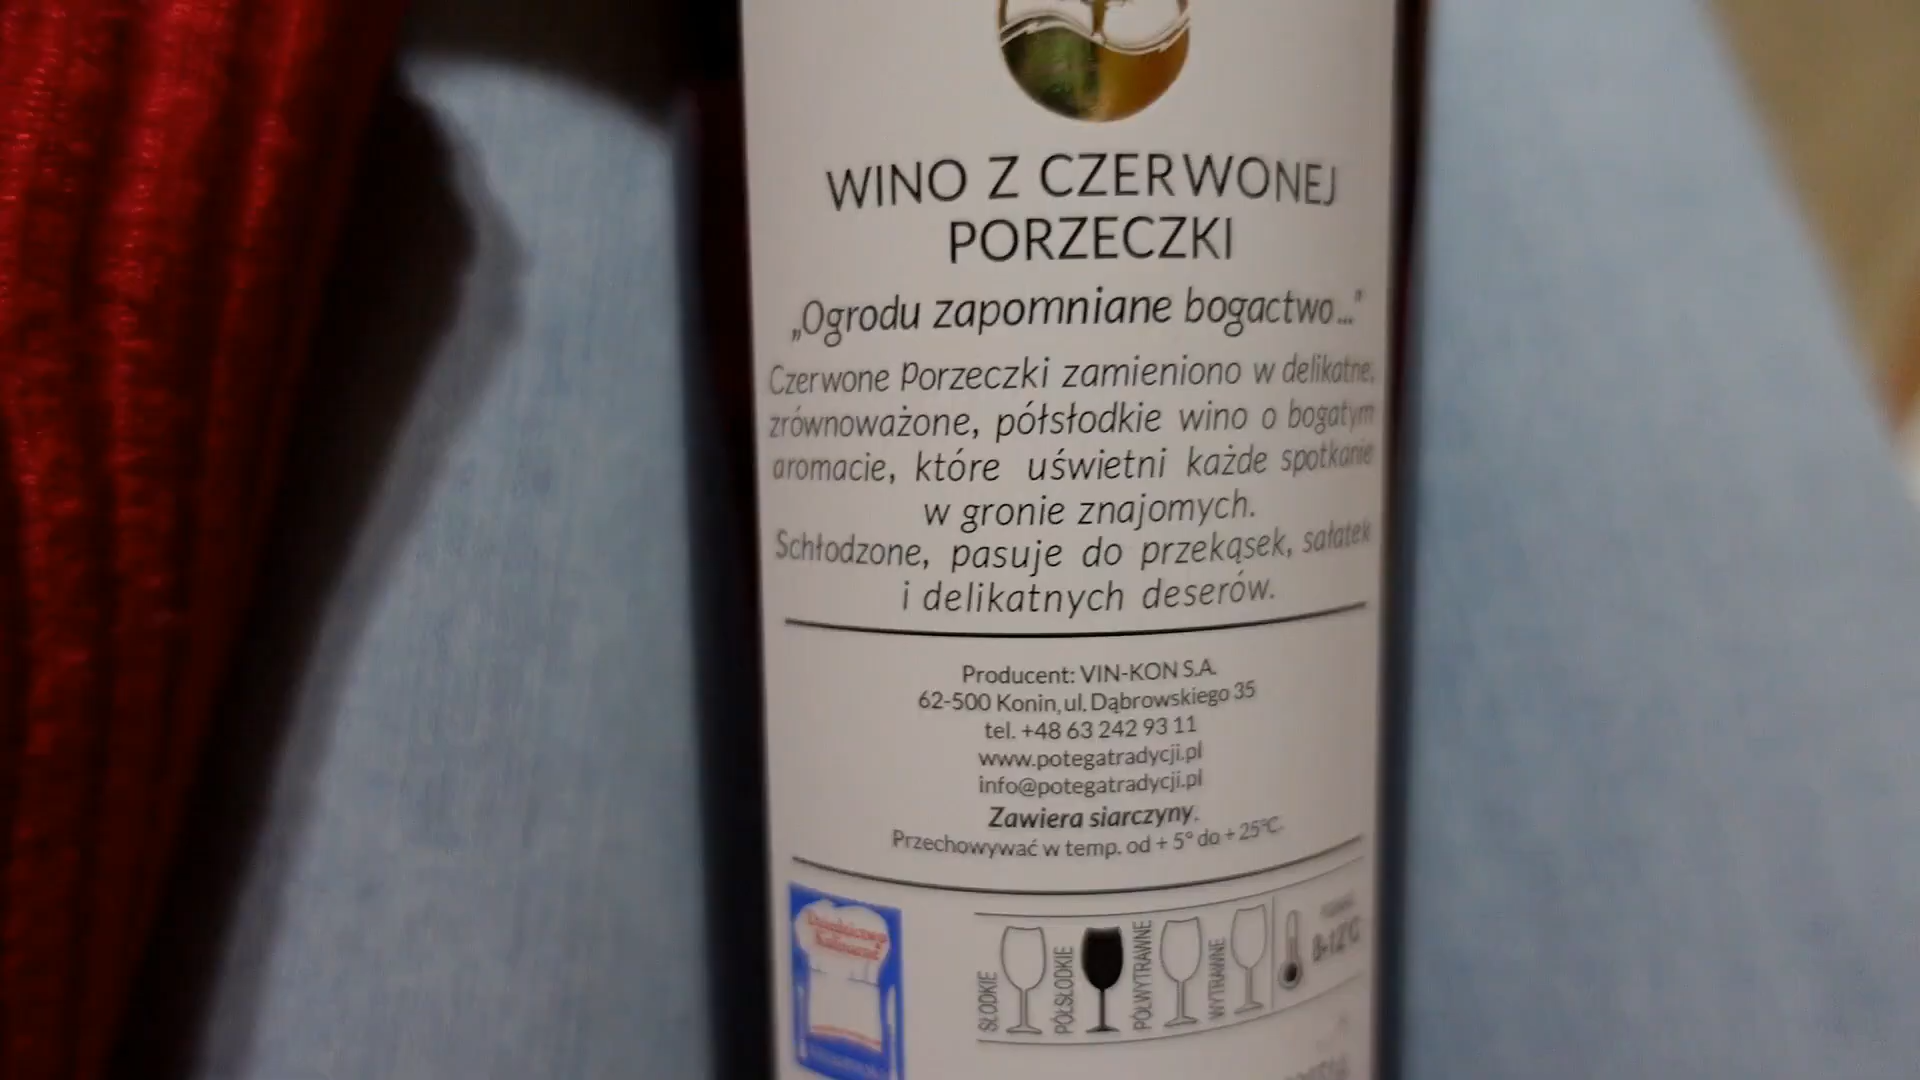 WINO Z CZERWONEJ
PORZECZKI
„Ogrodu zapomniane bogactwo..."
Czerwone Porzeczki zamieniono w delikatne,
zrównoważone, półsłodkie wino o bogatym
aromacie, które uświetni każde spotkanie
w gronie znajomych.
Schłodzone, pasuje do przekąsek, sałatek
i delikatnych deserów.
Producent: VIN-KON S.A.
62-500 Konin, ul. Dąbrowskiego 35
tel. +48 63 242 93 11
www.potegatradycji.pl
info@potegatradycji.pl
Zawiera siarczyny.
Przechowywać w temp. od + 5° do + 25°C.
Dziedzictwo
Kulinarne
SŁODKIE
PÓŁSŁODKIE
PÓŁWYTRAWNE
WYTRAWNE
8-12°C